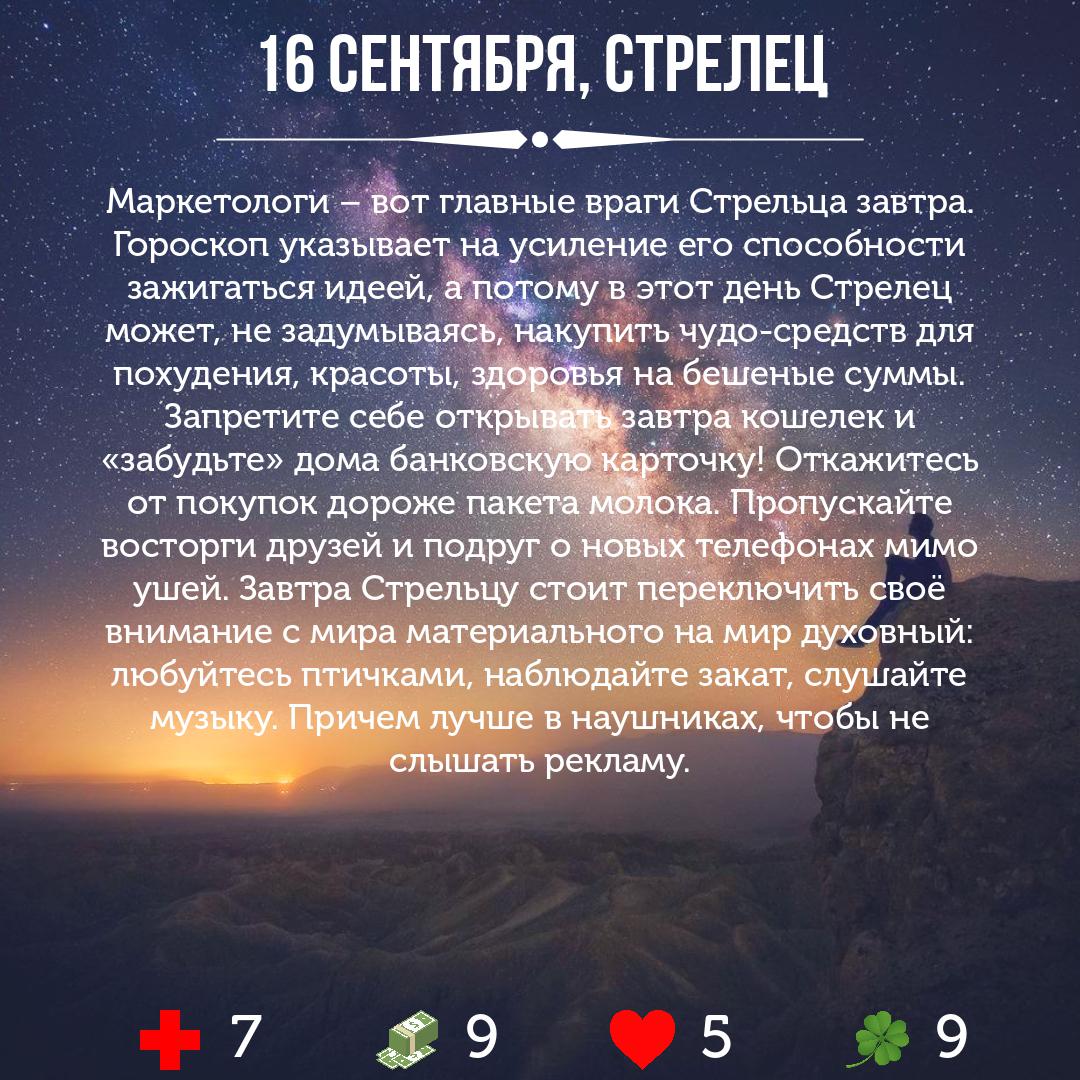 16 СЕНТЯБРЯ, СТРЕЛЕЦ
Маркетологи – вот главные враги Стрельца завтра.
Гороскоп указывает на усиление его способности
зажигаться идеей, а потому в этот день Стрелец
может, не задумываясь, накупить чудо-средств для
похудения, красоты, здоровья на бешеные суммы.
Запретите себе открывать завтра кошелек и
«забудьте» дома банковскую карточку! Откажитесь
от покупок дороже пакета молока. Пропускайте
восторги друзей и подруг о новых телефонах мимо
ушей. Завтра Стрельцу стоит переключить своё
внимание с мира материального на мир духовный:
любуйтесь птичками, наблюдайте закат, слушайте
музыку. Причем лучше в наушниках, чтобы не
слышать рекламу.
7 9 5 9